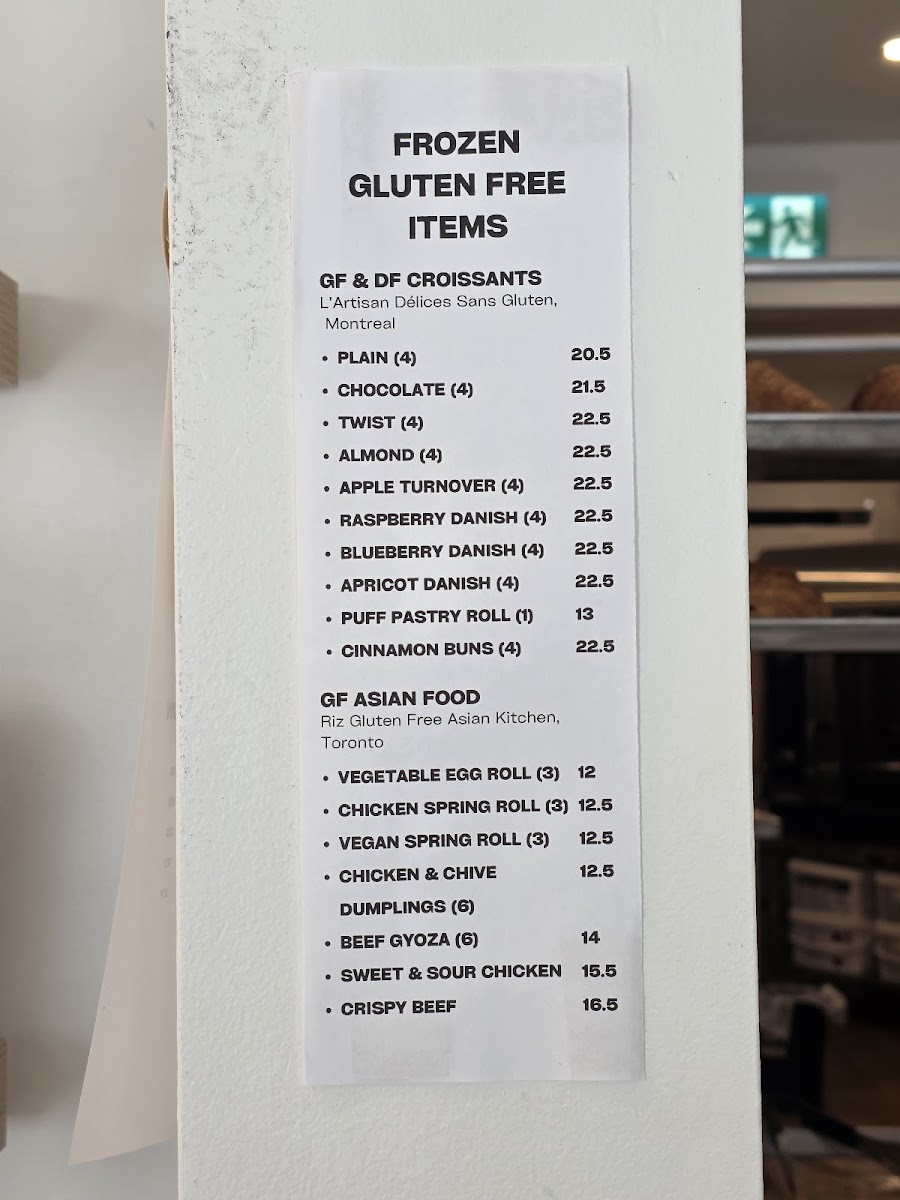 FROZEN
GLUTEN FREE
ITEMS
GF & DF CROISSANTS
L'Artisan Délices Sans Gluten,
Montreal
• PLAIN (4) 20.5
• CHOCOLATE (4) 21.5
• TWIST (4) 22.5
• ALMOND (4) 22.5
• APPLE TURNOVER (4) 22.5
• RASPBERRY DANISH (4) 22.5
• BLUEBERRY DANISH (4) 22.5
• APRICOT DANISH (4) 22.5
• PUFF PASTRY ROLL (1) 13
• CINNAMON BUNS (4) 22.5
GF ASIAN FOOD
Riz Gluten Free Asian Kitchen,
Toronto
• VEGETABLE EGG ROLL (3) 12
• CHICKEN SPRING ROLL (3) 12.5
• VEGAN SPRING ROLL (3) 12.5
• CHICKEN & CHIVE 12.5
DUMPLINGS (6)
• BEEF GYOZA (6) 14
• SWEET & SOUR CHICKEN 15.5
• CRISPY BEEF 16.5